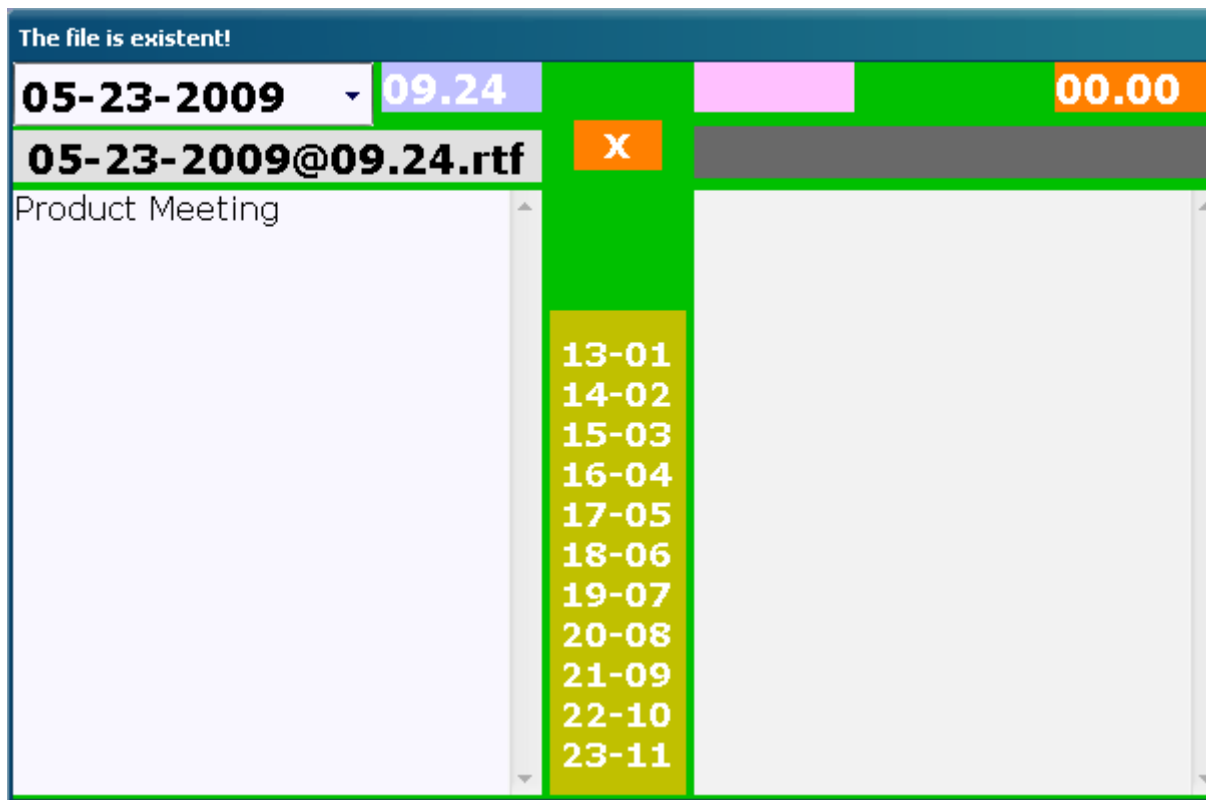 The file is existent!
05-23-2009 09.24 00.00
05-23-2009@09.24.rtf X
Product Meeting
13-01
14-02
15-03
16-04
17-05
18-06
19-07
20-08
21-09
22-10
23-11